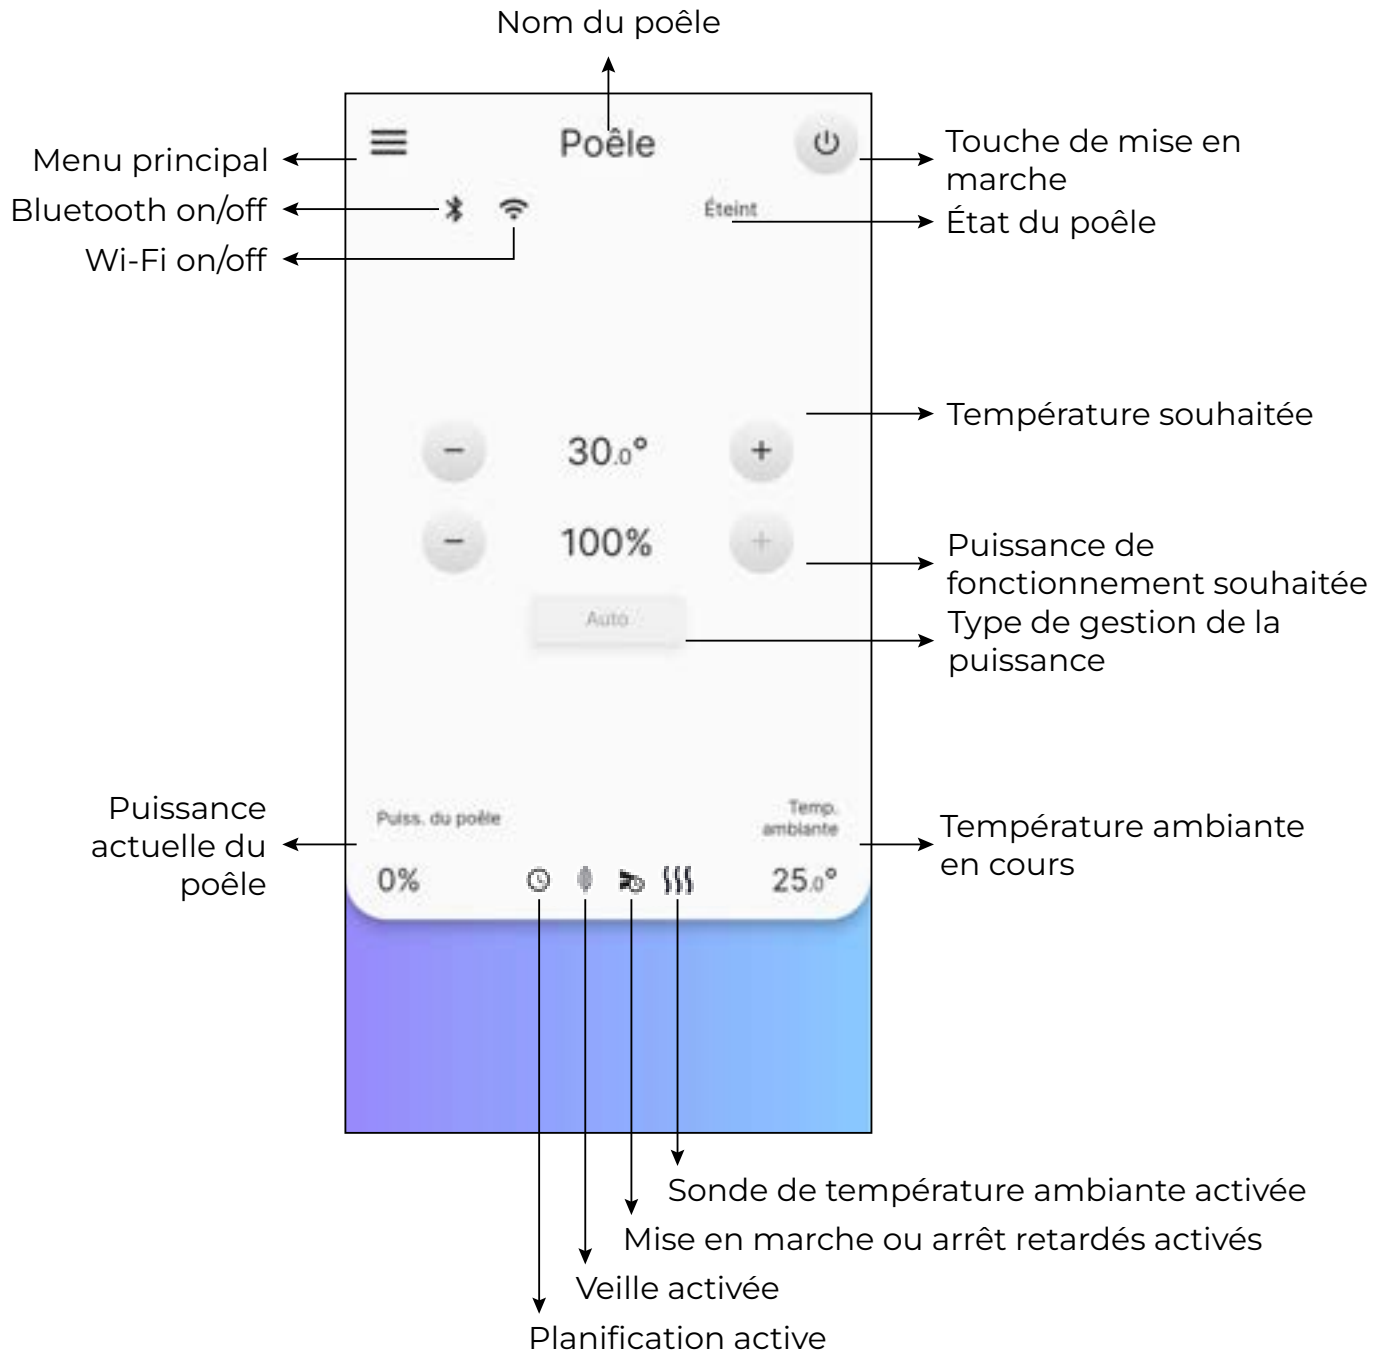 Nom du poêle
Poêle
Menu principal
Touche de mise en
marche
Bluetooth on/off
Éteint
État du poêle
Wi-Fi on/off
Température souhaitée
30.0°
100%
Puissance de
fonctionnement souhaitée
Auto
Type de gestion de la
puissance
Puissance
actuelle du
poêle
Puiss. du poêle
0%
Temp.
ambiante
25.0°
Température ambiante
en cours
Sonde de température ambiante activée
Mise en marche ou arrêt retardés activés
Veille activée
Planification active